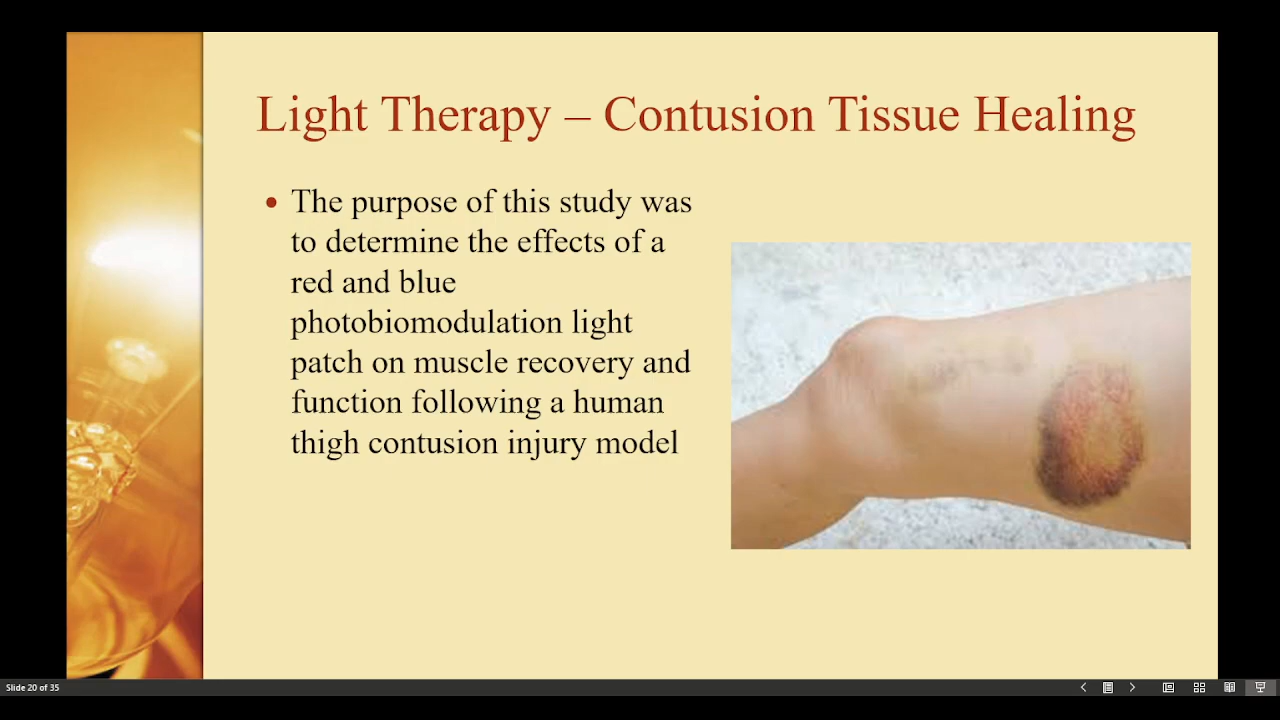 Light Therapy – Contusion Tissue Healing
• The purpose of this study was
to determine the effects of a
red and blue
photobiomodulation light
patch on muscle recovery and
function following a human
thigh contusion injury model
Slide 20 of 35